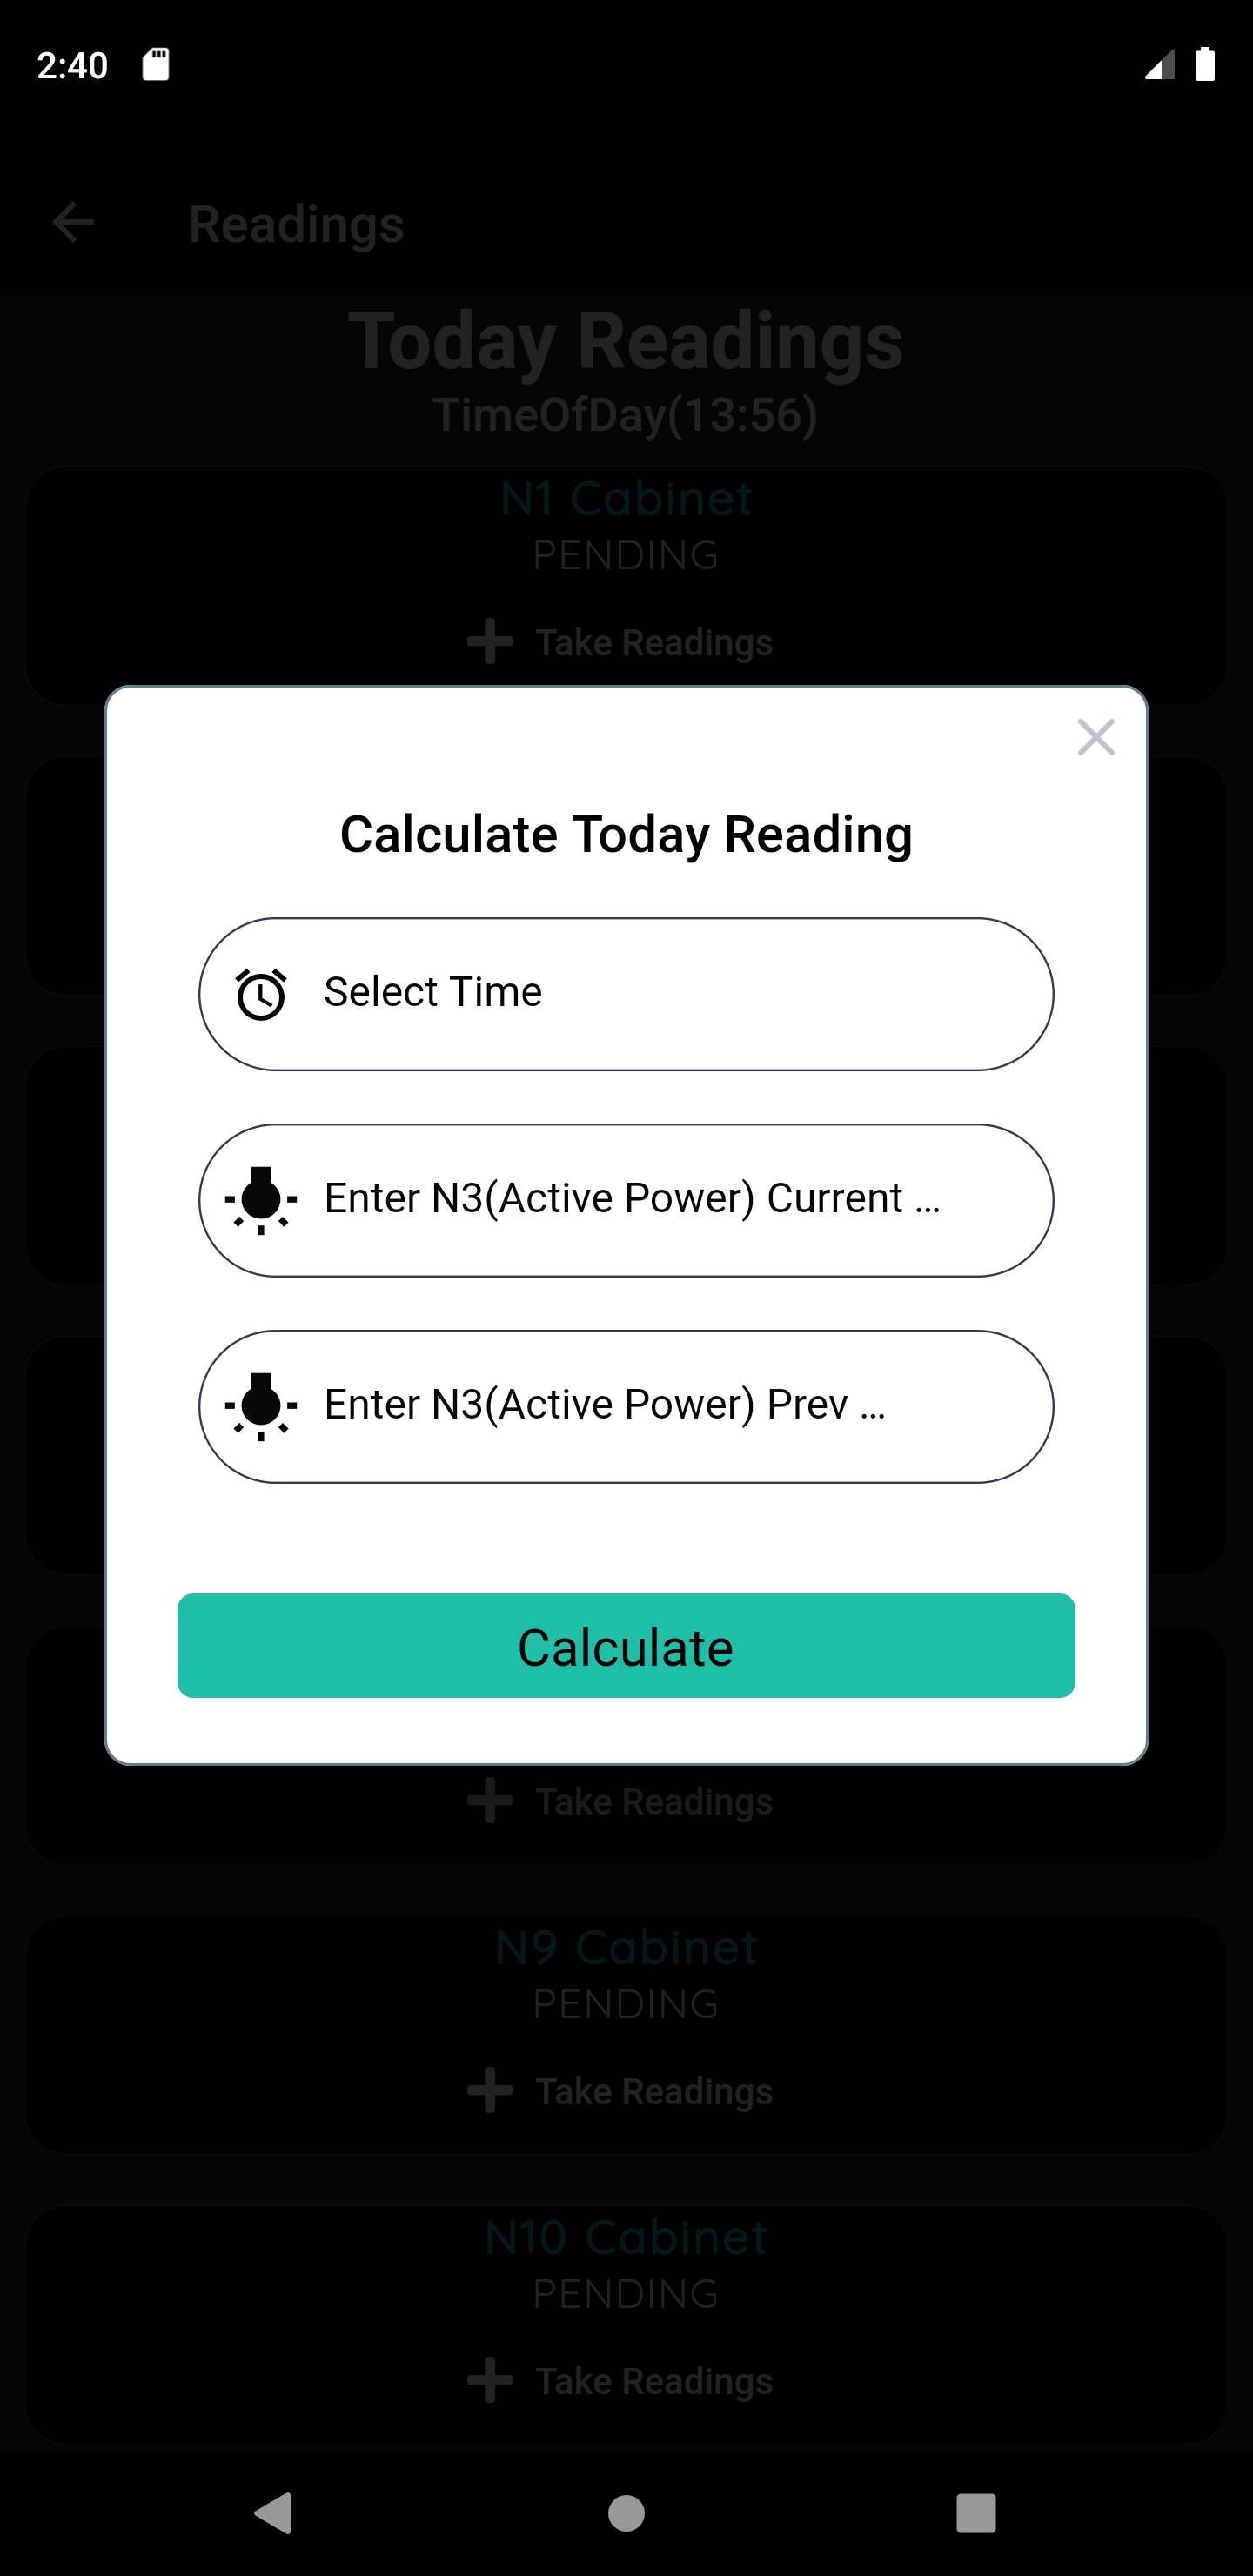 2:40
Readings
Today Readings
TimeOfDay(13:56)
N1 Cabinet
PENDING
Take Readings
Calculate Today Reading
Select Time
Enter N3(Active Power) Current ...
Enter N3(Active Power) Prev ...
Calculate
Take Readings
N9 Cabinet
PENDING
Take Readings
N10 Cabinet
PENDING
Take Readings